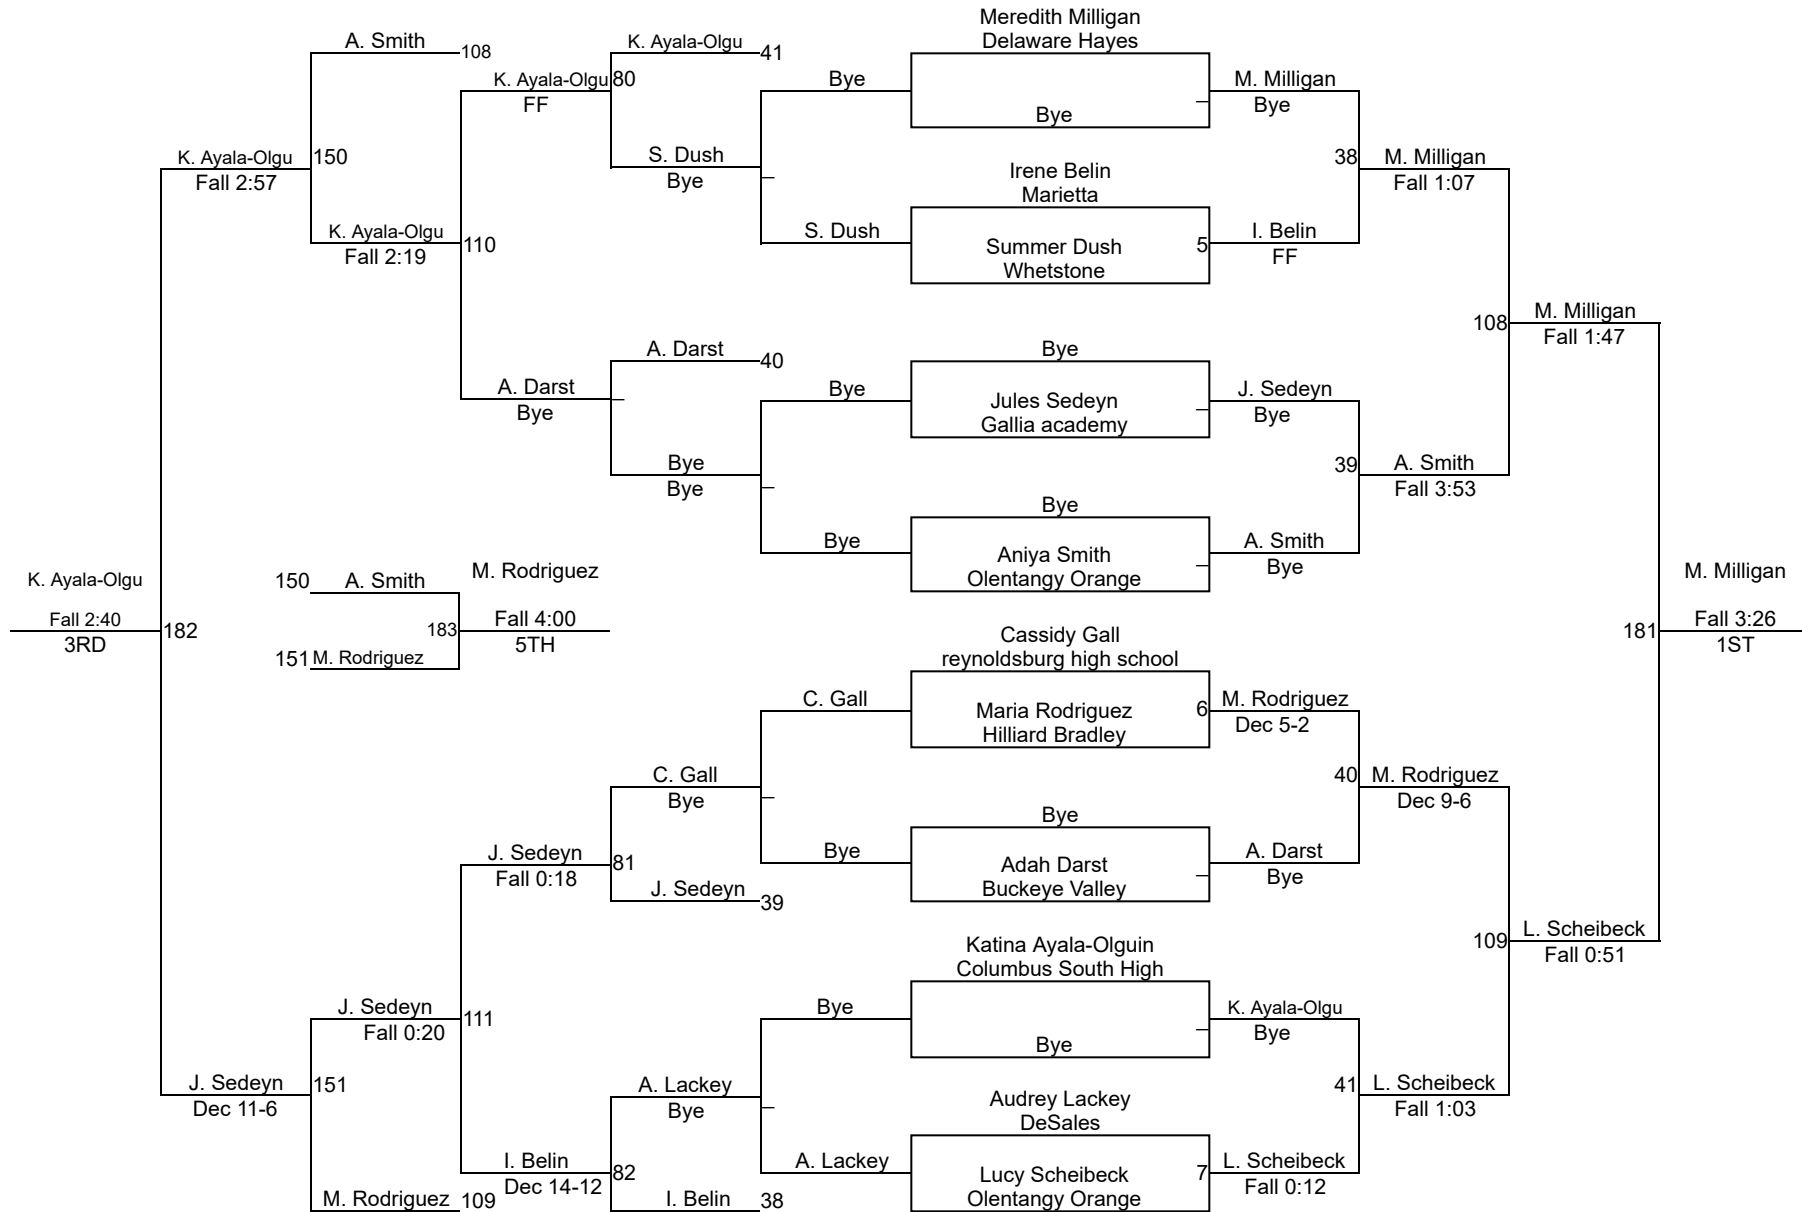 Meredith Milligan
Delaware Hayes
A. Smith
108
K. Ayala-Olgu
41
K. Ayala-Olgu
80
FF
Bye
M. Milligan
Bye
Bye
K. Ayala-Olgu
150
Fall 2:57
S. Dush
Bye
Irene Belin
Marietta
38
M. Milligan
Fall 1:07
K. Ayala-Olgu
110
Fall 2:19
S. Dush
Summer Dush
Whetstone
5
I. Belin
FF
108
M. Milligan
Fall 1:47
A. Darst
40
Bye
A. Darst
Bye
Bye
Jules Sedeyn
Gallia academy
J. Sedeyn
Bye
Bye
Bye
39
A. Smith
Fall 3:53
Bye
Bye
Aniya Smith
Olentangy Orange
A. Smith
Bye
K. Ayala-Olgu
Fall 2:40
3RD
182
150
A. Smith
M. Rodriguez
183
Fall 4:00
5TH
151
M. Rodriguez
M. Milligan
181
Fall 3:26
1ST
Cassidy Gall
reynoldsburg high school
C. Gall
Maria Rodriguez
Hilliard Bradley
6
M. Rodriguez
Dec 5-2
C. Gall
Bye
40
M. Rodriguez
Dec 9-6
Bye
J. Sedeyn
81
Fall 0:18
Bye
Adah Darst
Buckeye Valley
A. Darst
Bye
J. Sedeyn
39
109
L. Scheibeck
Fall 0:51
Katina Ayala-Olguin
Columbus South High
J. Sedeyn
111
Fall 0:20
Bye
Bye
K. Ayala-Olgu
Bye
J. Sedeyn
151
Dec 11-6
A. Lackey
Bye
Audrey Lackey
DeSales
41
L. Scheibeck
Fall 1:03
I. Belin
82
Dec 14-12
A. Lackey
Lucy Scheibeck
Olentangy Orange
7
L. Scheibeck
Fall 0:12
M. Rodriguez
109
I. Belin
38